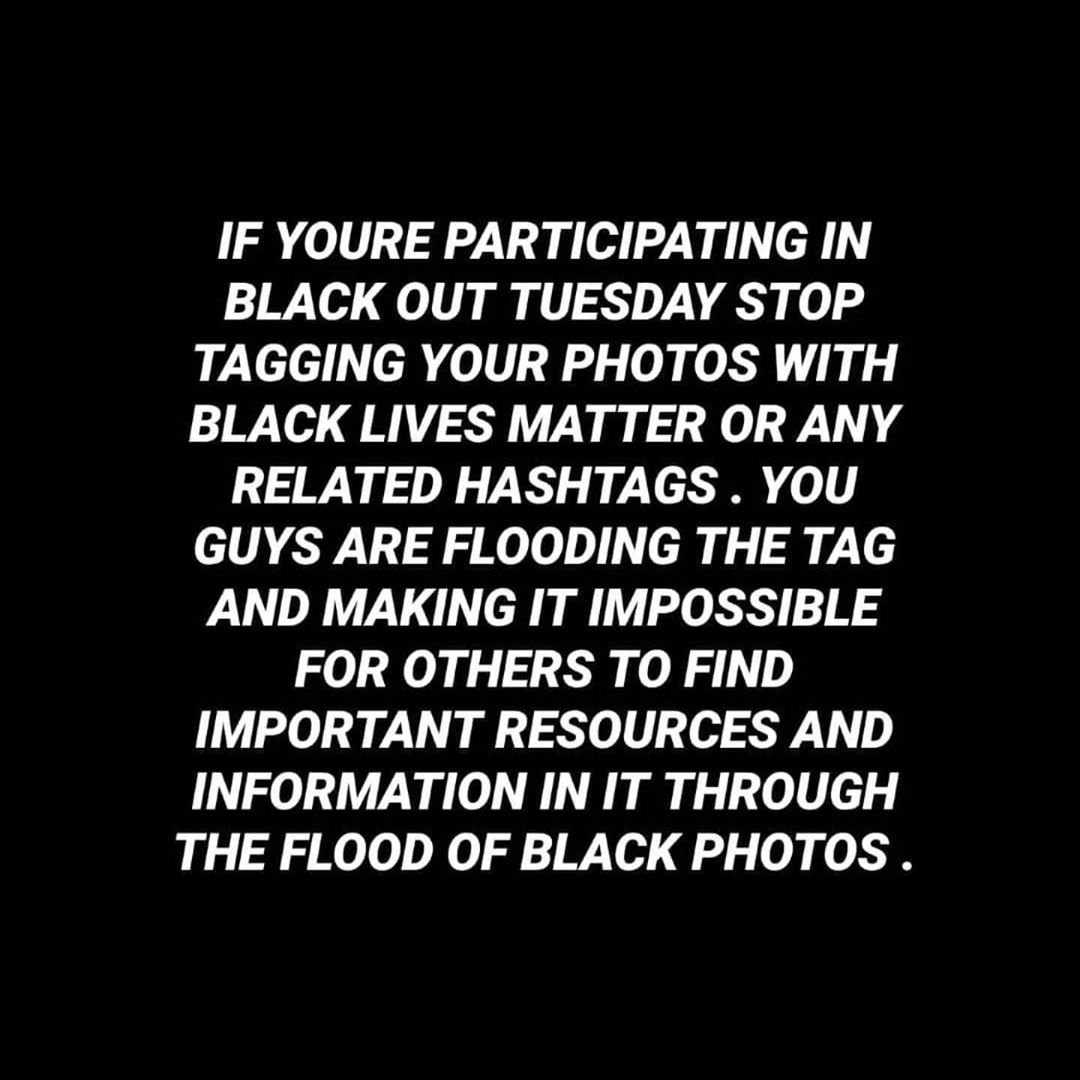 IF YOURE PARTICIPATING IN
BLACK OUT TUESDAY STOP
TAGGING YOUR PHOTOS WITH
BLACK LIVES MATTER OR ANY
RELATED HASHTAGS . YOU
GUYS ARE FLOODING THE TAG
AND MAKING IT IMPOSSIBLE
FOR OTHERS TO FIND
IMPORTANT RESOURCES AND
INFORMATION IN IT THROUGH
THE FLOOD OF BLACK PHOTOS .